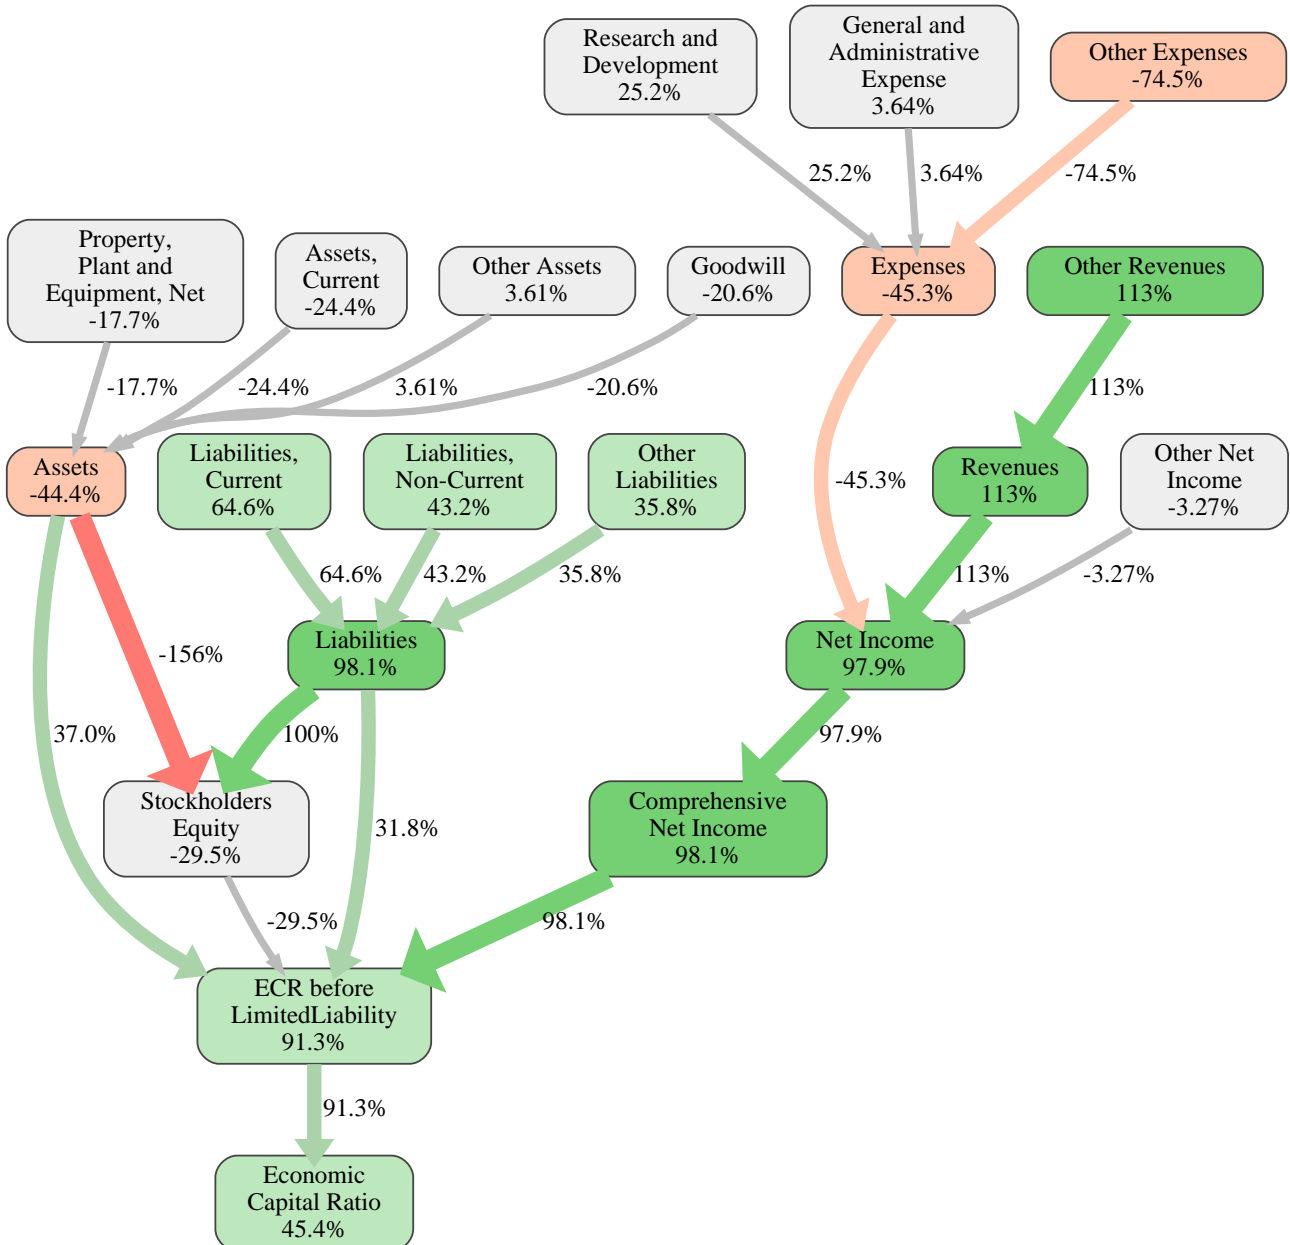 Research and
Development
25.2%
General and
Administrative
Expense
3.64%
Other Expenses
-74.5%
25.2%
3.64%
-74.5%
Property,
Plant and
Equipment, Net
-17.7%
Assets,
Current
-24.4%
Other Assets
3.61%
Goodwill
-20.6%
Expenses
-45.3%
Other Revenues
113%
-17.7%
-24.4%
3.61%
-20.6%
113%
Assets
-44.4%
Liabilities,
Current
64.6%
Liabilities,
Non-Current
43.2%
Other
Liabilities
35.8%
-45.3%
Revenues
113%
Other Net
Income
-3.27%
64.6%
43.2%
35.8%
113%
-3.27%
-156%
Liabilities
98.1%
Net Income
97.9%
37.0%
100%
97.9%
Stockholders
Equity
-29.5%
31.8%
Comprehensive
Net Income
98.1%
-29.5%
98.1%
ECR before
LimitedLiability
91.3%
91.3%
Economic
Capital Ratio
45.4%